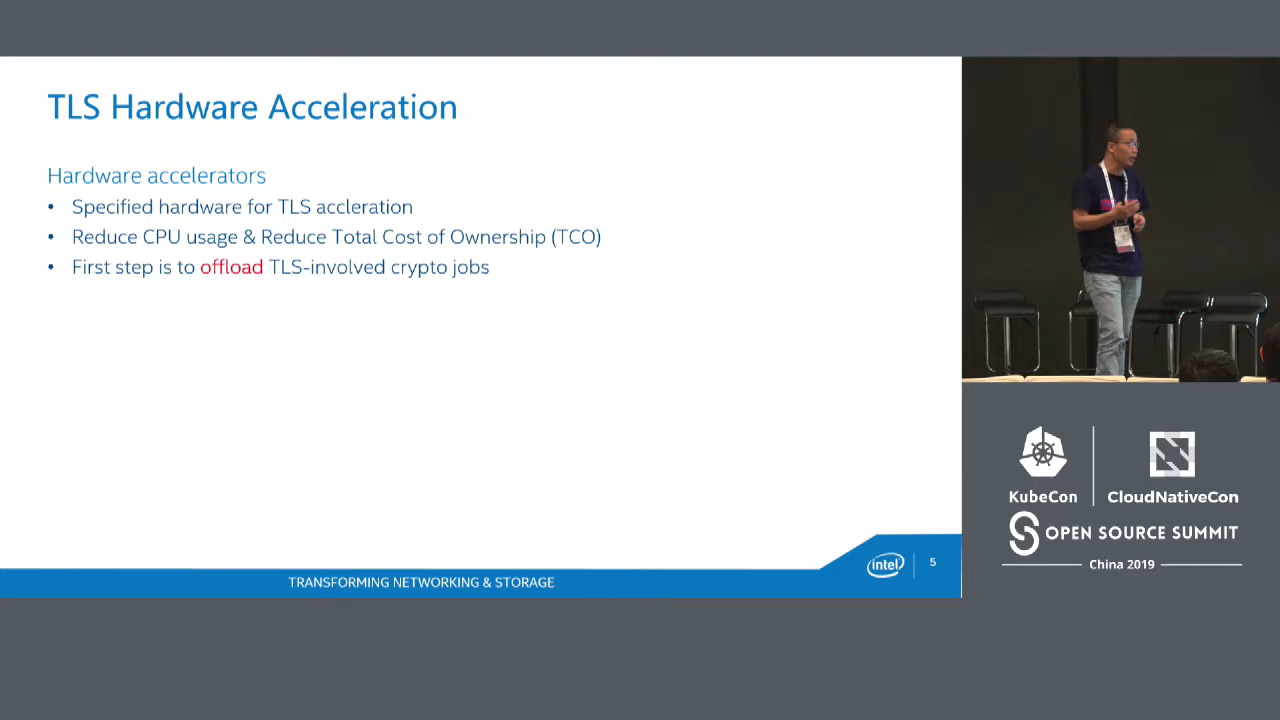 TLS Hardware Acceleration
Hardware accelerators
• Specified hardware for TLS accleration
• Reduce CPU usage & Reduce Total Cost of Ownership (TCO)
• First step is to offload TLS-involved crypto jobs
TRANSFORMING NETWORKING & STORAGE
intel
5
KubeCon
CloudNativeCon
OPEN SOURCE SUMMIT
China 2019